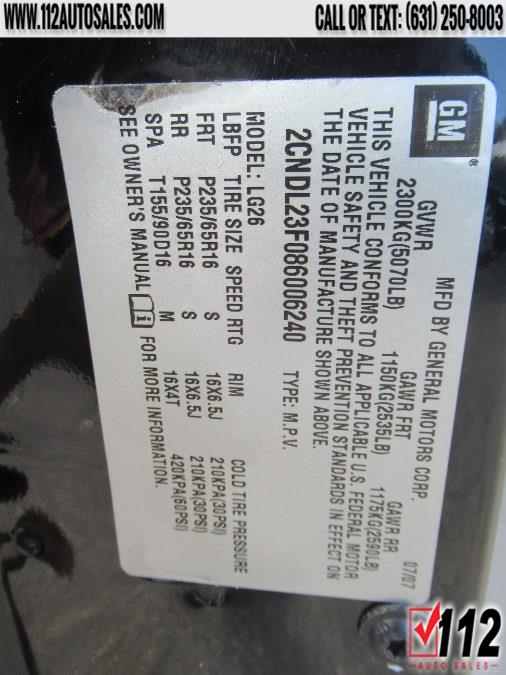 WWW.112AUTOSALES.COM
CALL OR TEXT: (631) 250-8003
GM
MFD BY GENERAL MOTORS CORP.
07/07
GVWR GAWR FRT GAWR RR
2300KG(5070LB) 1150KG(2535LB) 1175KG(2590LB)
THIS VEHICLE CONFORMS TO ALL APPLICABLE U.S. FEDERAL MOTOR
VEHICLE SAFETY AND THEFT PREVENTION STANDARDS IN EFFECT ON
THE DATE OF MANUFACTURE SHOWN ABOVE.
2CNDL23F086006240 TYPE: M.P.V.
MODEL: LG26
LBFP TIRE SIZE SPEED RTG RIM COLD TIRE PRESSURE
FRT P235/65R16 S 16X6.5J 210KPA(30PSI)
RR P235/65R16 S 16X6.5J 210KPA(30PSI)
SPA T155/90D16 M 16X4T 420KPA(60PSI)
SEE OWNER'S MANUAL i FOR MORE INFORMATION.
112
AUTO SALES